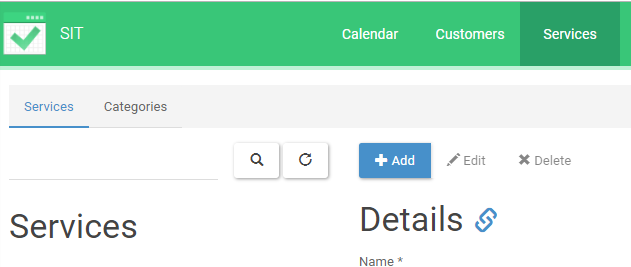 SIT
Calendar Customers Services
Services Categories
Add Edit Delete
Services
Details
Name *